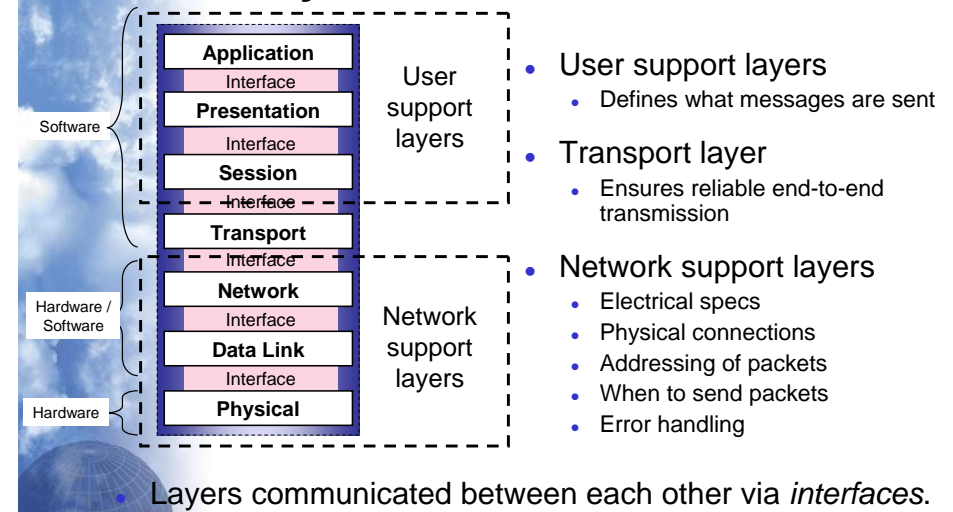 Software
Hardware /
Software
Hardware
Application
Interface
Presentation
Interface
Session
Interface
Transport
Interface
Network
Interface
Data Link
Interface
Physical
User
support
layers
Network
support
layers
• User support layers
• Defines what messages are sent
• Transport layer
• Ensures reliable end-to-end
transmission
• Network support layers
• Electrical specs
• Physical connections
• Addressing of packets
• When to send packets
• Error handling
• Layers communicated between each other via interfaces.